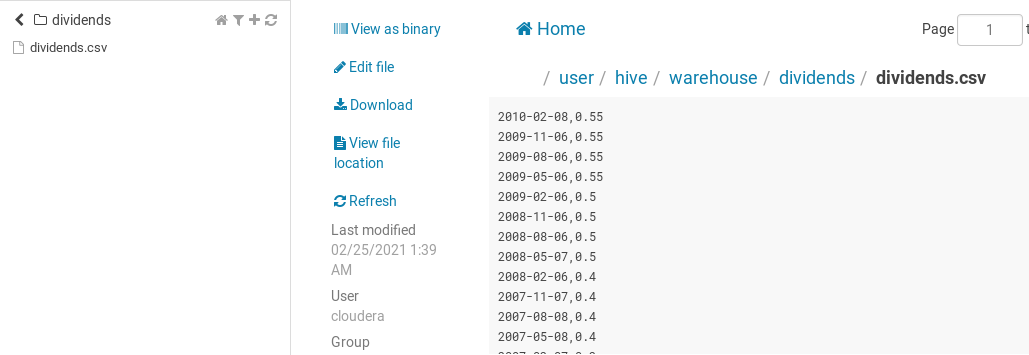 dividends
dividends.csv
View as binary
Edit file
Download
View file
location
Refresh
Last modified
02/25/2021 1:39
AM
User
cloudera
Group
Home
Page 1 t
/ user / hive / warehouse / dividends / dividends.csv
2010-02-08,0.55
2009-11-06,0.55
2009-08-06,0.55
2009-05-06,0.55
2009-02-06,0.5
2008-11-06,0.5
2008-08-06,0.5
2008-05-07,0.5
2008-02-06,0.4
2007-11-07,0.4
2007-08-08,0.4
2007-05-08,0.4